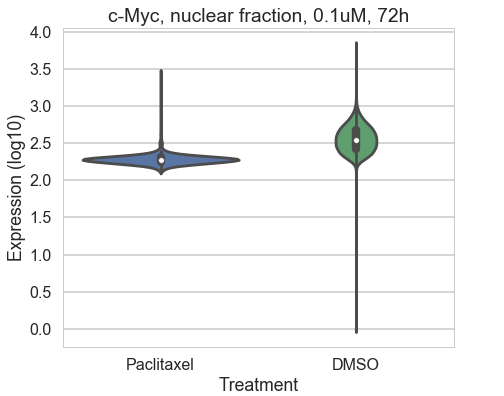 c-Myc, nuclear fraction, 0.1uM, 72h
4.0
3.5
3.0
2.5
2.0
1.5
1.0
0.5
0.0
Expression (log10)
Paclitaxel DMSO
Treatment